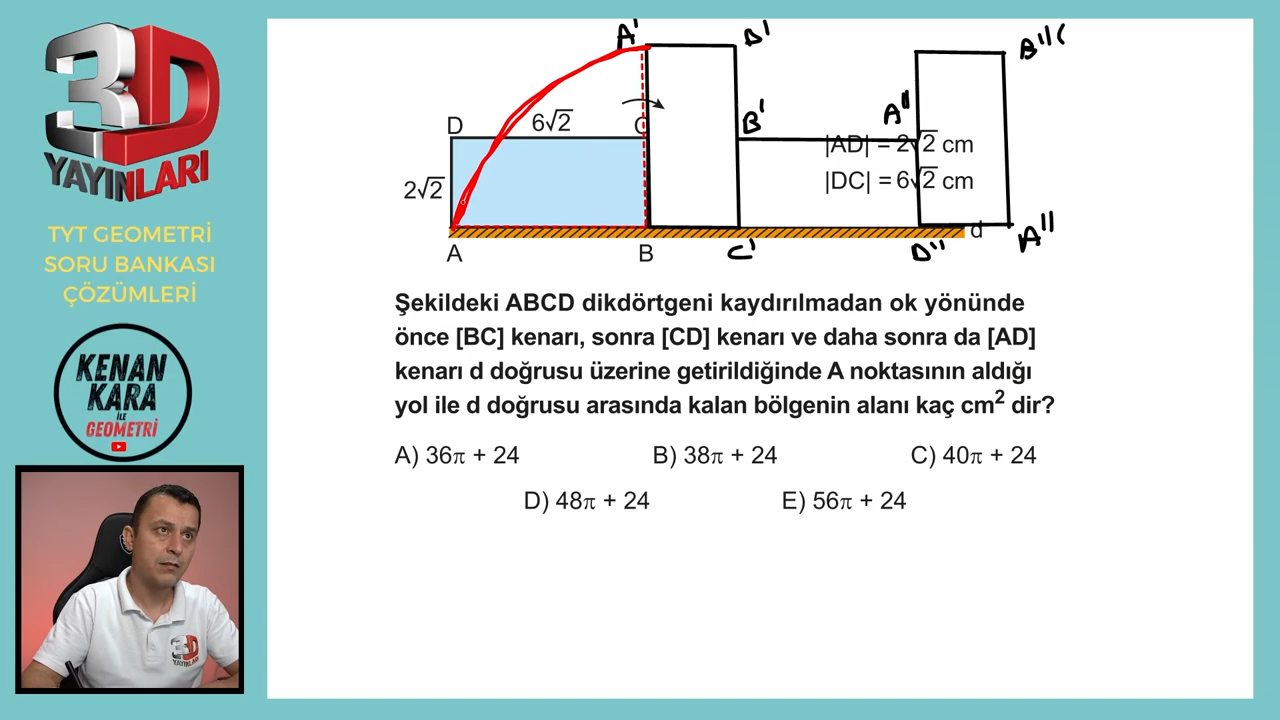 3D
YAYINLARI
TYT GEOMETRİ
SORU BANKASI
ÇÖZÜMLERİ
KENAN
KARA
İLE
GEOMETRİ
3D
YAYINLARI
A' D' B''(
D 6√2 C B' A''
|AD| = 2√2 cm
2√2 |DC| = 6√2 cm
d
A B C' D'' A''
Şekildeki ABCD dikdörtgeni kaydırılmadan ok yönünde
önce [BC] kenarı, sonra [CD] kenarı ve daha sonra da [AD]
kenarı d doğrusu üzerine getirildiğinde A noktasının aldığı
yol ile d doğrusu arasında kalan bölgenin alanı kaç cm² dir?
A) 36π + 24 B) 38π + 24 C) 40π + 24
D) 48π + 24 E) 56π + 24